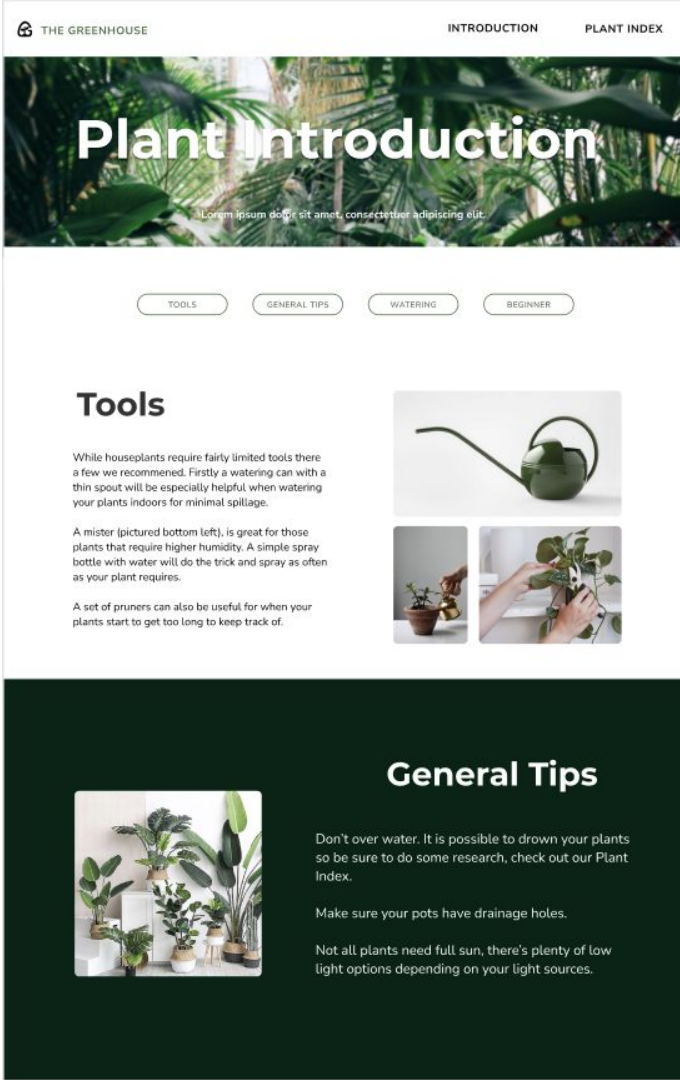 THE GREENHOUSE
INTRODUCTION
PLANT INDEX
Plant Introduction
Lorem ipsum dolor sit amet, consectetuer adipiscing elit.
TOOLS
GENERAL TIPS
WATERING
BEGINNER
Tools
While houseplants require fairly limited tools there
a few we recommened. Firstly a watering can with a
thin spout will be especially helpful when watering
your plants indoors for minimal spillage.
A mister (pictured bottom left), is great for those
plants that require higher humidity. A simple spray
bottle with water will do the trick and spray as often
as your plant requires.
A set of pruners can also be useful for when your
plants start to get too long to keep track of.
General Tips
Don't over water. It is possible to drown your plants
so be sure to do some research, check out our Plant
Index.
Make sure your pots have drainage holes.
Not all plants need full sun, there's plenty of low
light options depending on your light sources.